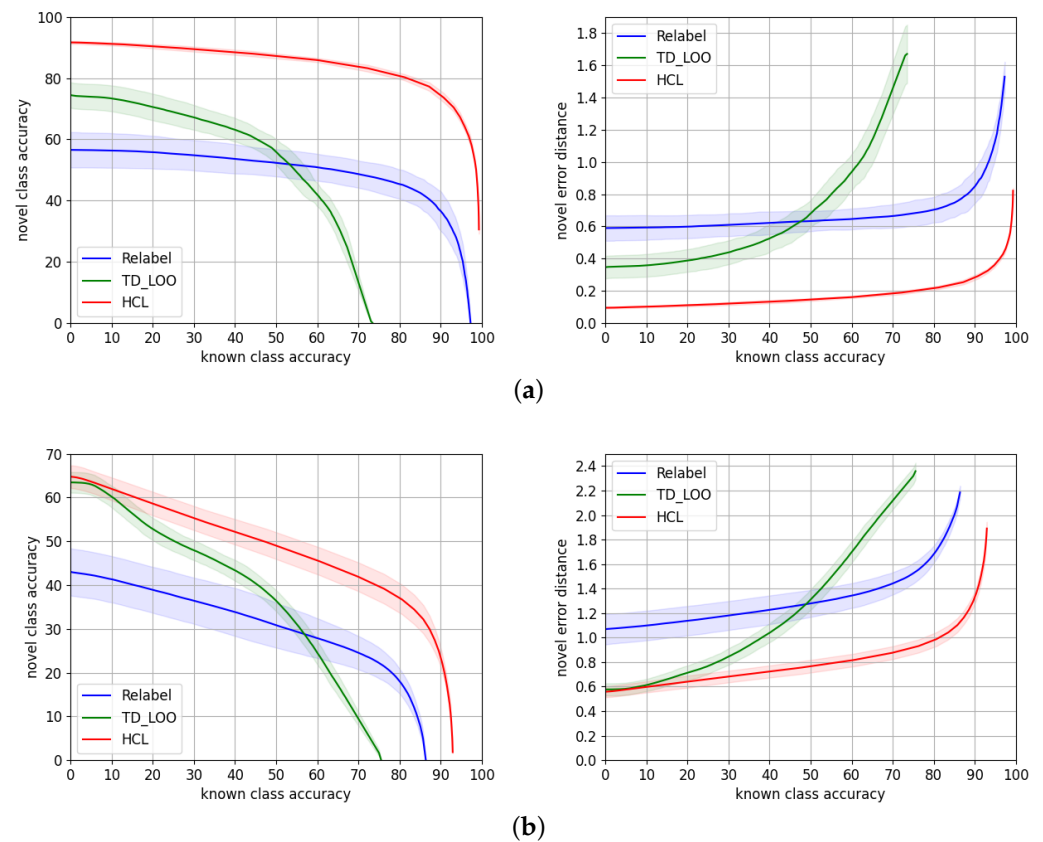 100
80
60
40
20
0
novel class accuracy
Relabel
TD_LOO
HCL
0 10 20 30 40 50 60 70 80 90 100
known class accuracy
1.8
1.6
1.4
1.2
1.0
0.8
0.6
0.4
0.2
0.0
novel error distance
Relabel
TD_LOO
HCL
0 10 20 30 40 50 60 70 80 90 100
known class accuracy
(a)
70
60
50
40
30
20
10
0
novel class accuracy
Relabel
TD_LOO
HCL
0 10 20 30 40 50 60 70 80 90 100
known class accuracy
2.4
2.2
2.0
1.8
1.6
1.4
1.2
1.0
0.8
0.6
0.4
0.2
0.0
novel error distance
Relabel
TD_LOO
HCL
0 10 20 30 40 50 60 70 80 90 100
known class accuracy
(b)